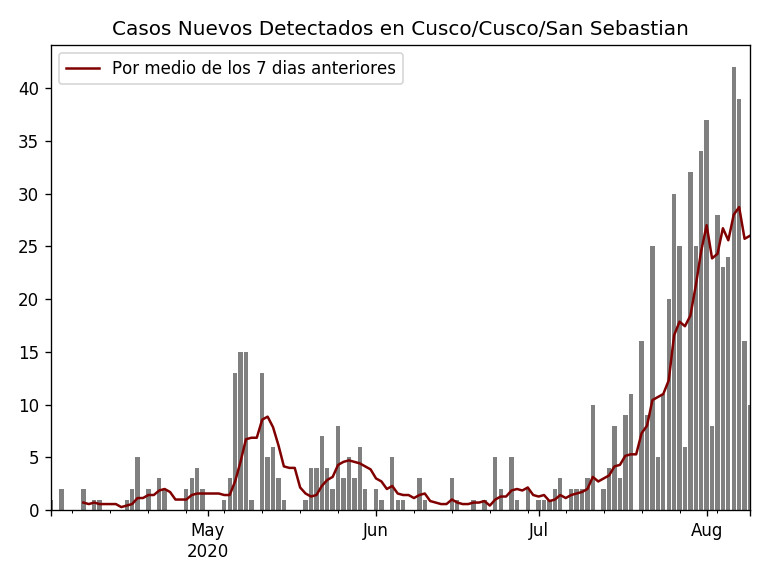 Casos Nuevos Detectados en Cusco/Cusco/San Sebastian
Por medio de los 7 dias anteriores
40
35
30
25
20
15
10
5
0
May
2020
Jun
Jul
Aug